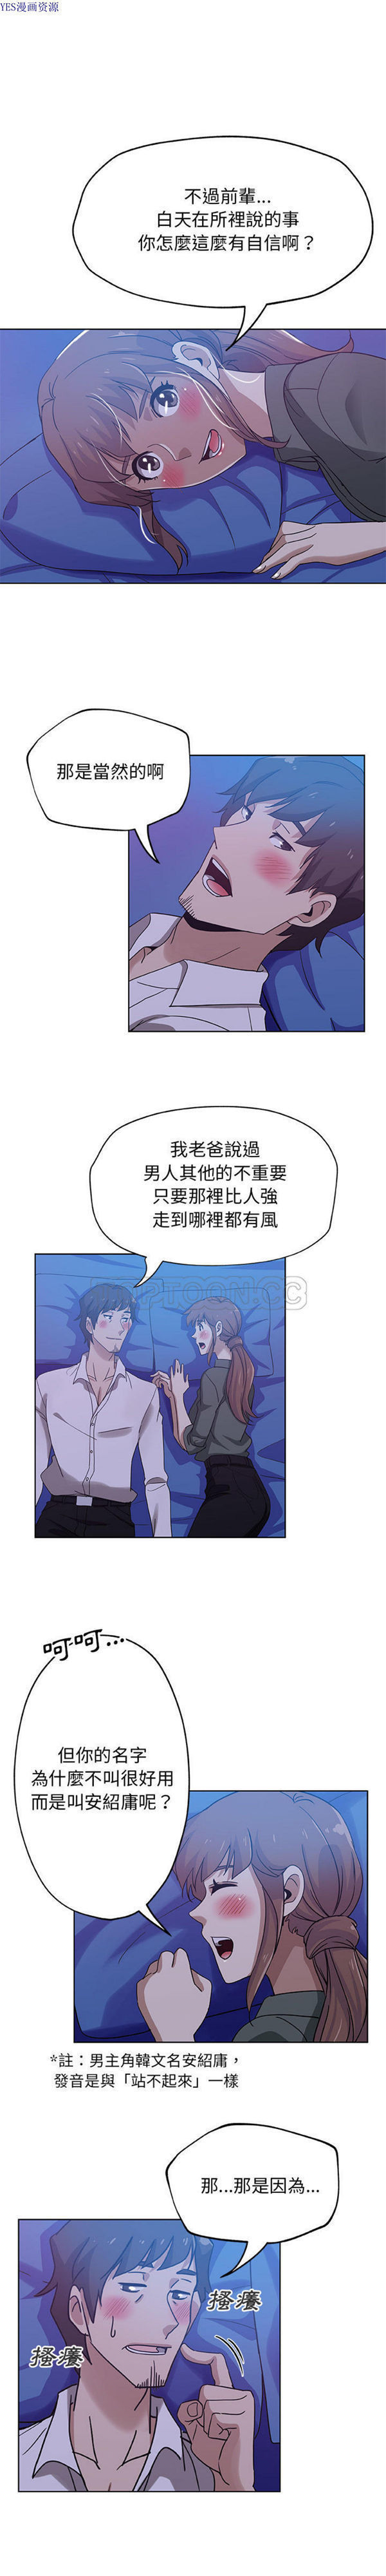 YES漫画资源
不過前輩...
白天在所裡說的事
你怎麼這麼有自信啊？
那是當然的啊
我老爸說過
男人其他的不重要
只要那裡比人強
走到哪裡都有風
TOON.CC
呵呵...
但你的名字
為什麼不叫很好用
而是叫安紹庸呢？
*註：男主角韓文名安紹庸，
發音是與「站不起來」一樣
那...那是因為...
搔癢
搔癢